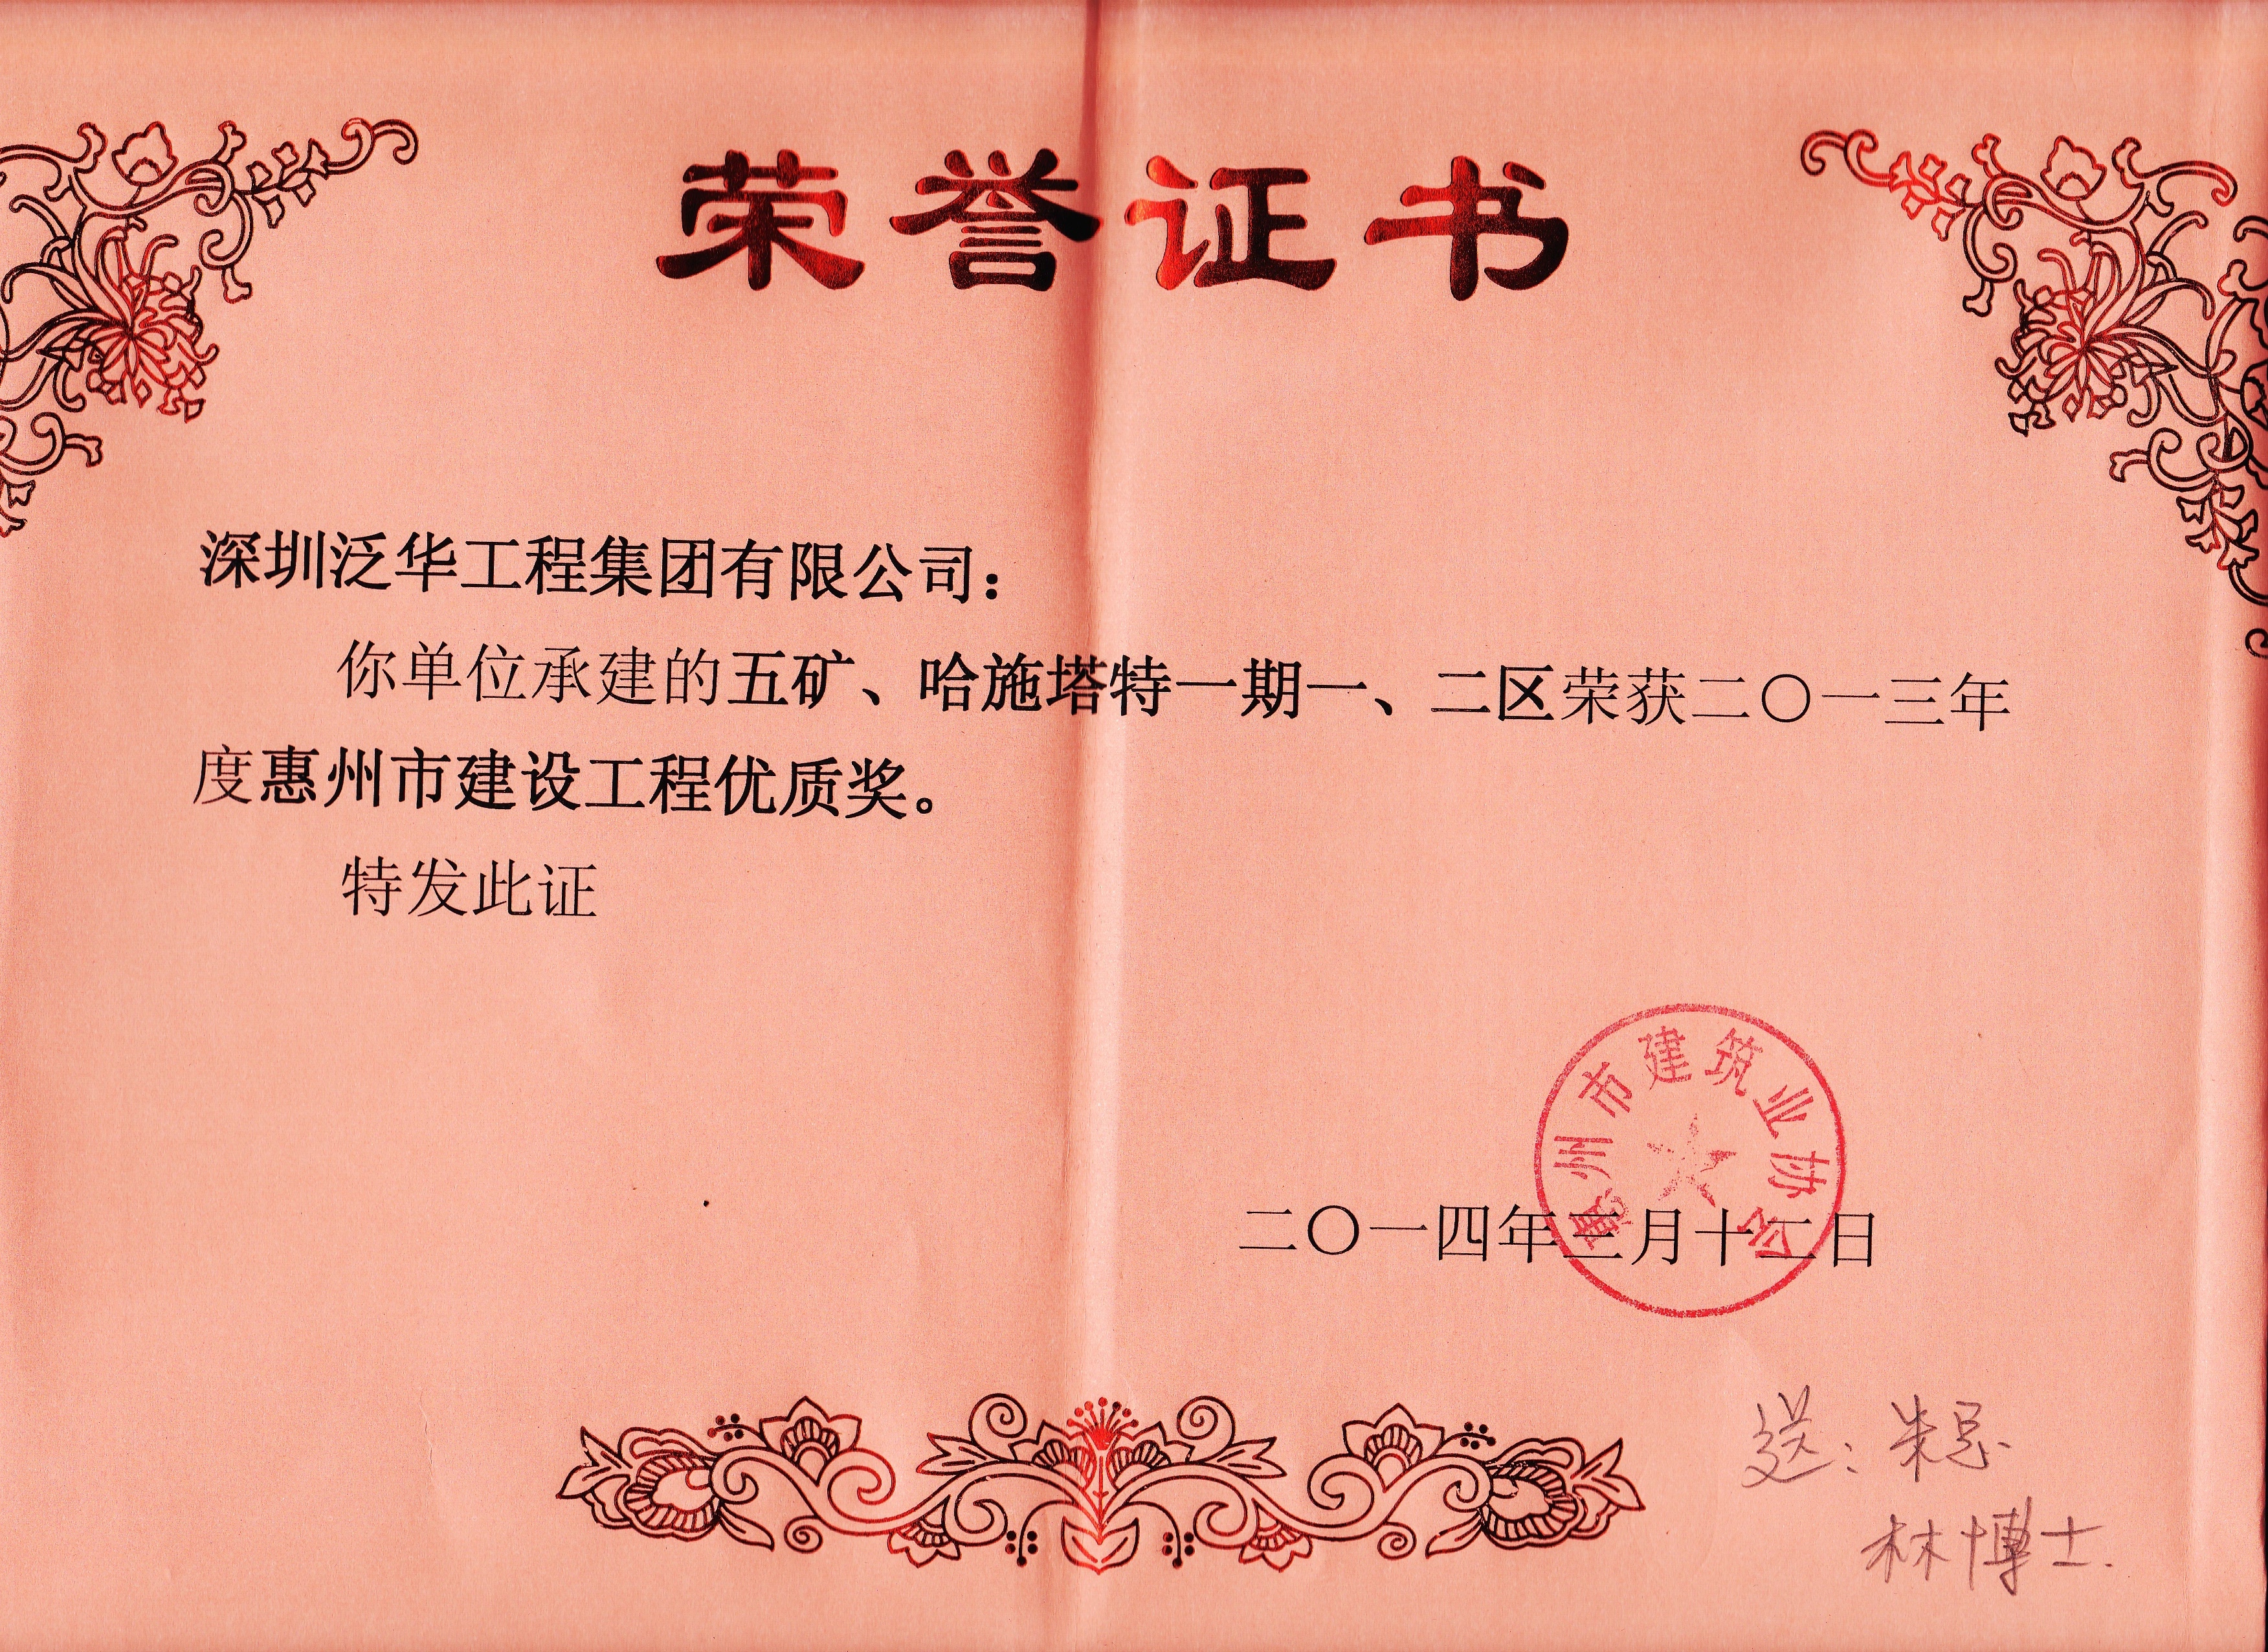 荣誉证书
深圳泛华工程集团有限公司：
你单位承建的五矿、哈施塔特一期一、二区荣获二〇一三年
度惠州市建设工程优质奖。
特发此证
惠州市建筑业协会
二〇一四年三月十二日
送：朱总
林博士.